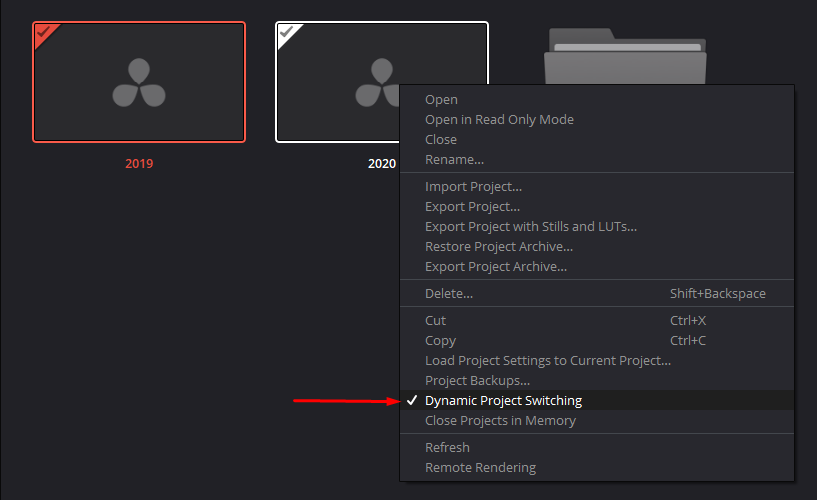 2019
2020
Open
Open in Read Only Mode
Close
Rename...
Import Project...
Export Project...
Export Project with Stills and LUTs...
Restore Project Archive...
Export Project Archive...
Delete... Shift+Backspace
Cut Ctrl+X
Copy Ctrl+C
Load Project Settings to Current Project...
Project Backups...
Dynamic Project Switching
Close Projects in Memory
Refresh
Remote Rendering